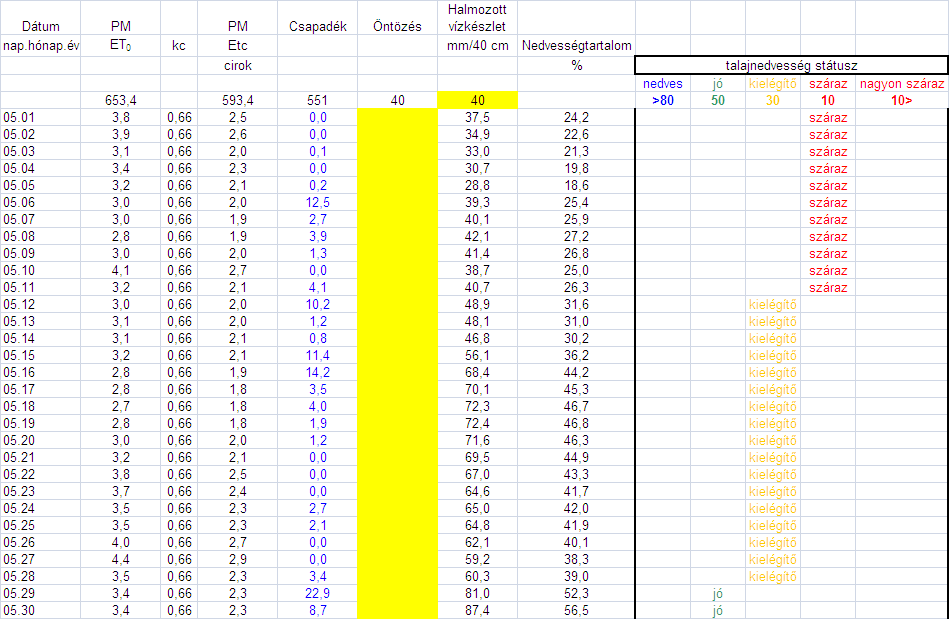 Halmozott
Dátum PM PM Csapadék Öntözés vízkészlet
nap.hónap.év ET₀ kc Etc mm/40 cm Nedvességtartalom
cirok % talajnedvesség státusz
nedves jó kielégítő száraz nagyon száraz
653,4 593,4 551 40 40 >80 50 30 10 10>
05.01 3,8 0,66 2,5 0,0 37,5 24,2 száraz
05.02 3,9 0,66 2,6 0,0 34,9 22,6 száraz
05.03 3,1 0,66 2,0 0,1 33,0 21,3 száraz
05.04 3,4 0,66 2,3 0,0 30,7 19,8 száraz
05.05 3,2 0,66 2,1 0,2 28,8 18,6 száraz
05.06 3,0 0,66 2,0 12,5 39,3 25,4 száraz
05.07 3,0 0,66 1,9 2,7 40,1 25,9 száraz
05.08 2,8 0,66 1,9 3,9 42,1 27,2 száraz
05.09 3,0 0,66 2,0 1,3 41,4 26,8 száraz
05.10 4,1 0,66 2,7 0,0 38,7 25,0 száraz
05.11 3,2 0,66 2,1 4,1 40,7 26,3 száraz
05.12 3,0 0,66 2,0 10,2 48,9 31,6 kielégítő
05.13 3,1 0,66 2,0 1,2 48,1 31,0 kielégítő
05.14 3,1 0,66 2,1 0,8 46,8 30,2 kielégítő
05.15 3,2 0,66 2,1 11,4 56,1 36,2 kielégítő
05.16 2,8 0,66 1,9 14,2 68,4 44,2 kielégítő
05.17 2,8 0,66 1,8 3,5 70,1 45,3 kielégítő
05.18 2,7 0,66 1,8 4,0 72,3 46,7 kielégítő
05.19 2,8 0,66 1,8 1,9 72,4 46,8 kielégítő
05.20 3,0 0,66 2,0 1,2 71,6 46,3 kielégítő
05.21 3,2 0,66 2,1 0,0 69,5 44,9 kielégítő
05.22 3,8 0,66 2,5 0,0 67,0 43,3 kielégítő
05.23 3,7 0,66 2,4 0,0 64,6 41,7 kielégítő
05.24 3,5 0,66 2,3 2,7 65,0 42,0 kielégítő
05.25 3,5 0,66 2,3 2,1 64,8 41,9 kielégítő
05.26 4,0 0,66 2,7 0,0 62,1 40,1 kielégítő
05.27 4,4 0,66 2,9 0,0 59,2 38,3 kielégítő
05.28 3,5 0,66 2,3 3,4 60,3 39,0 kielégítő
05.29 3,4 0,66 2,3 22,9 81,0 52,3 jó
05.30 3,4 0,66 2,3 8,7 87,4 56,5 jó